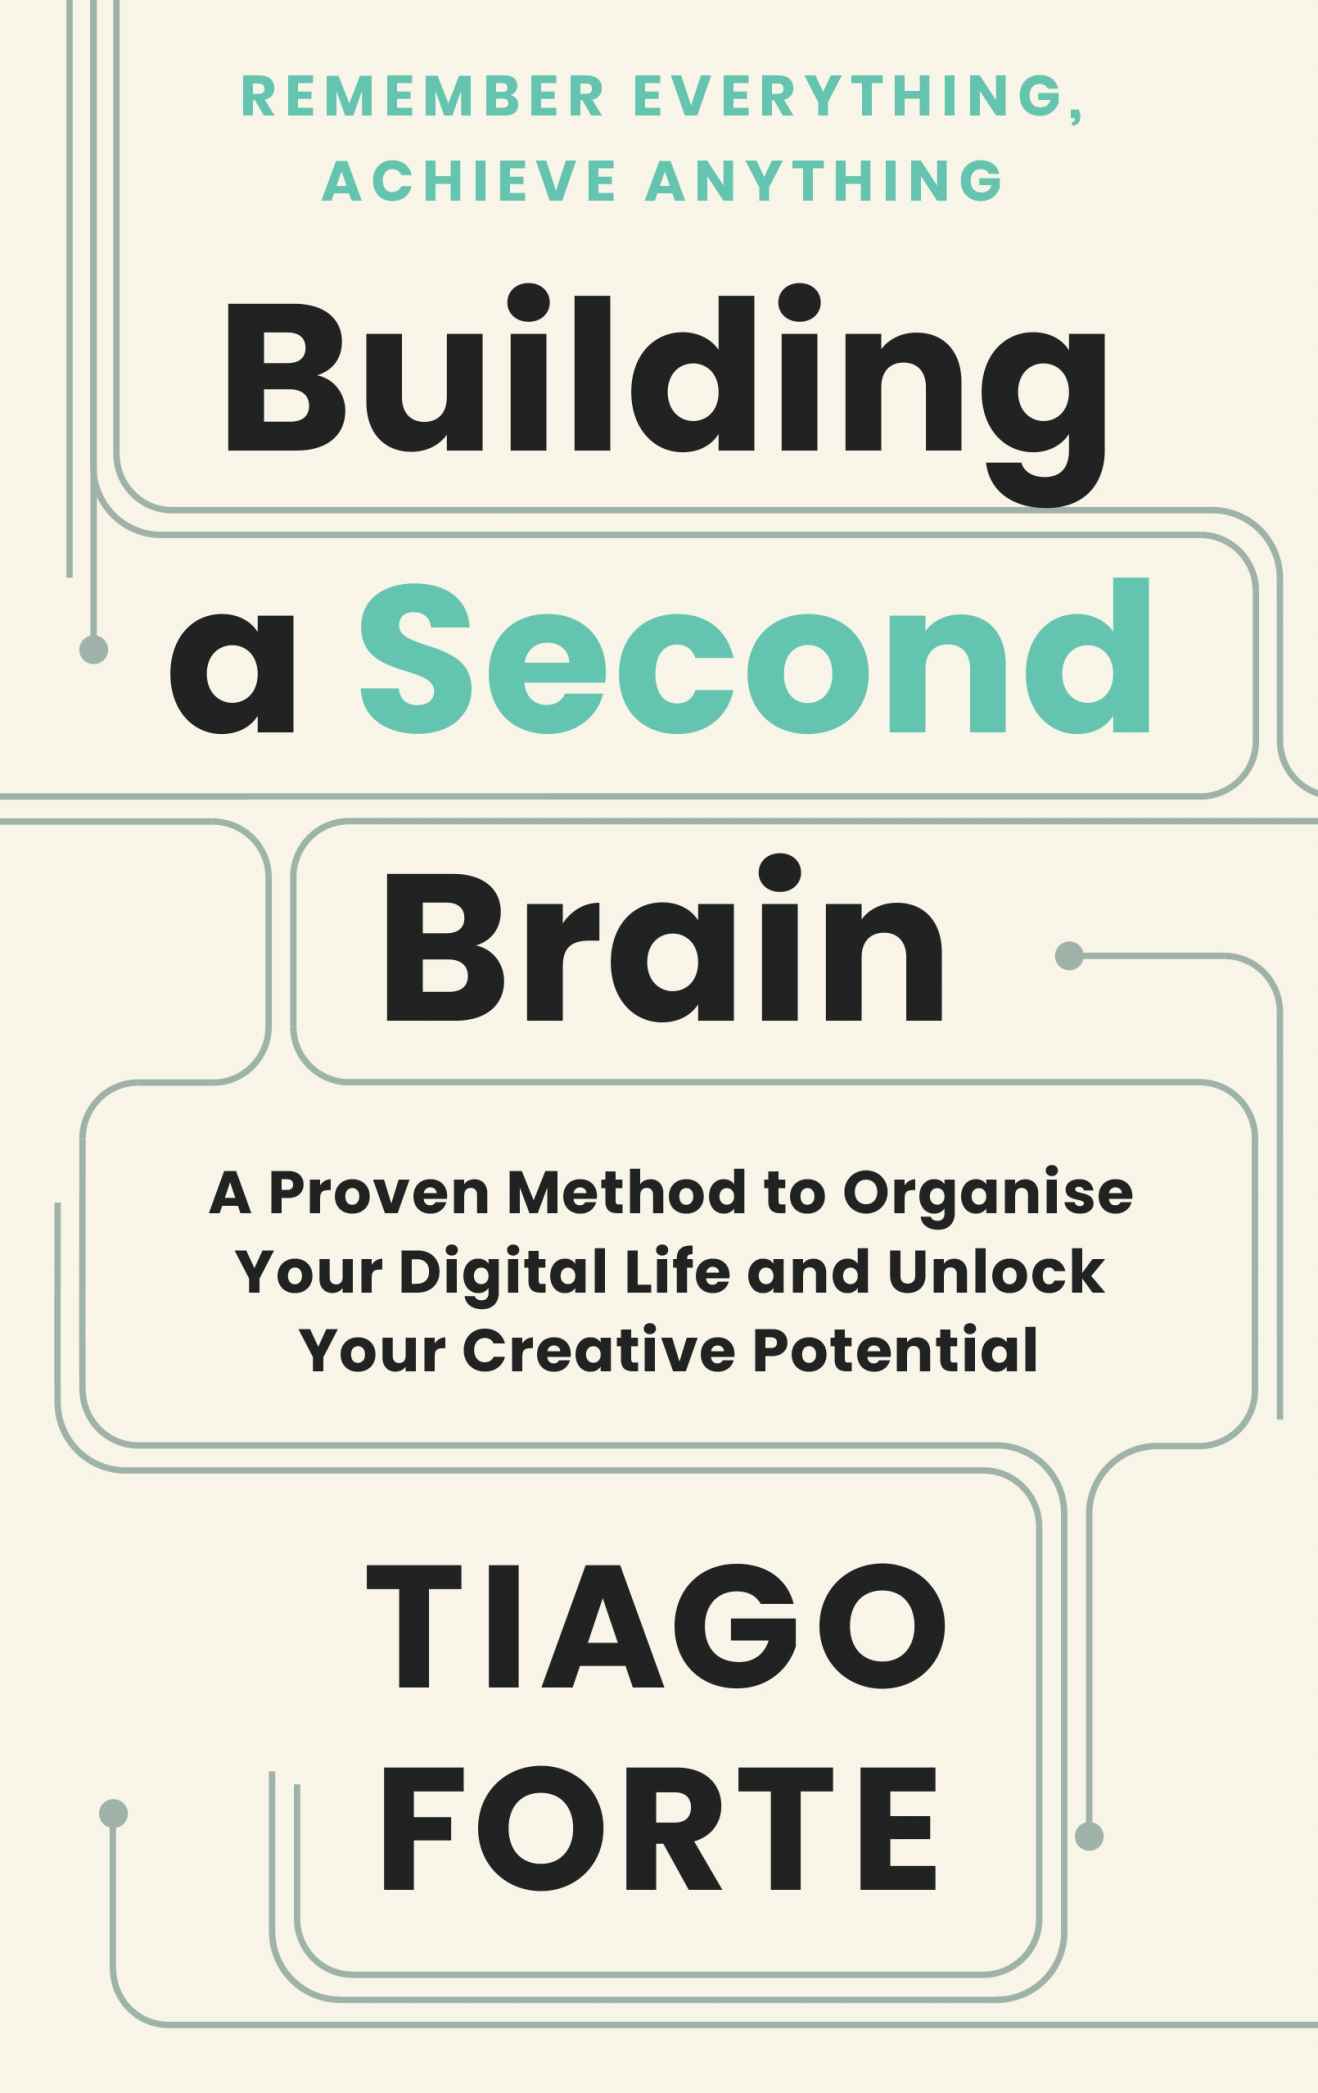 REMEMBER EVERYTHING,
ACHIEVE ANYTHING
Building
a Second
Brain
A Proven Method to Organise
Your Digital Life and Unlock
Your Creative Potential
TIAGO
FORTE